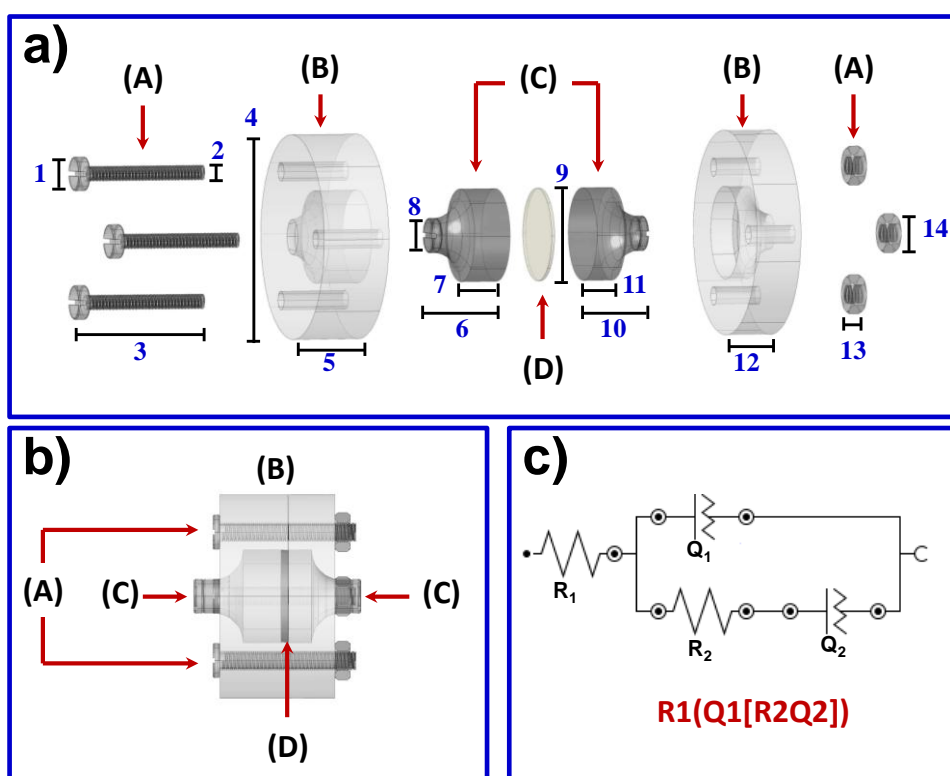 a)
(A) (B) (C) (B) (A)
4
1 2 9
8 14
7 11
6 10
3 5 12 13
(D)
b)
(B)
(A) (C) (C)
(D)
c)
Q1
R1
R2 Q2
R1(Q1[R2Q2])